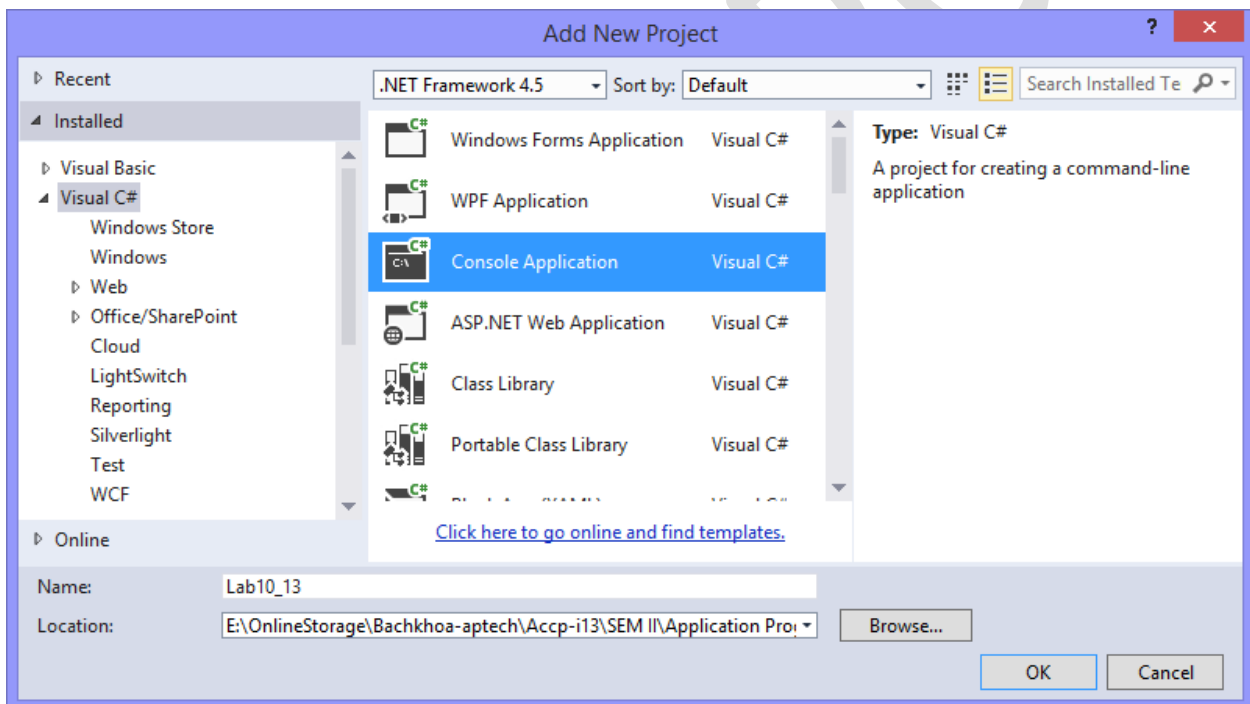 Add New Project
?
Recent
.NET Framework 4.5
Sort by:
Default
Search Installed Te
Installed
Visual Basic
Visual C#
Windows Store
Windows
Web
Office/SharePoint
Cloud
LightSwitch
Reporting
Silverlight
Test
WCF
Online
C#
Windows Forms Application Visual C#
C#
WPF Application Visual C#
C#
C:\
Console Application Visual C#
C#
ASP.NET Web Application Visual C#
C#
Class Library Visual C#
C#
Portable Class Library Visual C#
C#
Click here to go online and find templates.
Type: Visual C#
A project for creating a command-line
application
Name: Lab10_13
Location: E:\OnlineStorage\Bachkhoa-aptech\Accp-i13\SEM II\Application Pro
Browse...
OK Cancel